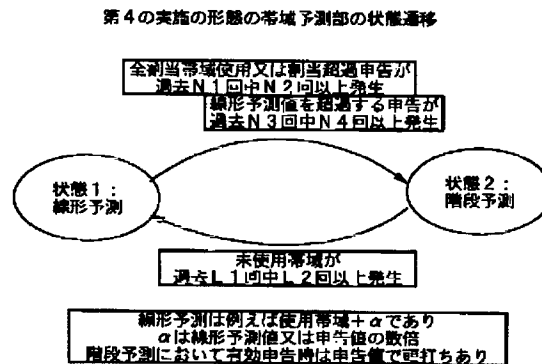 第4の実施の形態の帯域予測部の状態遷移
全割当帯域使用又は割当超過申告が
過去N1回中N2回以上発生
線形予測値を超過する申告が
過去N3回中N4回以上発生
状態1:
線形予測
状態2:
階段予測
未使用帯域が
過去L1回中L2回以上発生
線形予測は例えば使用帯域+αであり
αは線形予測値又は申告値の数倍
階段予測において有効申告時は申告値で頭打ちあり